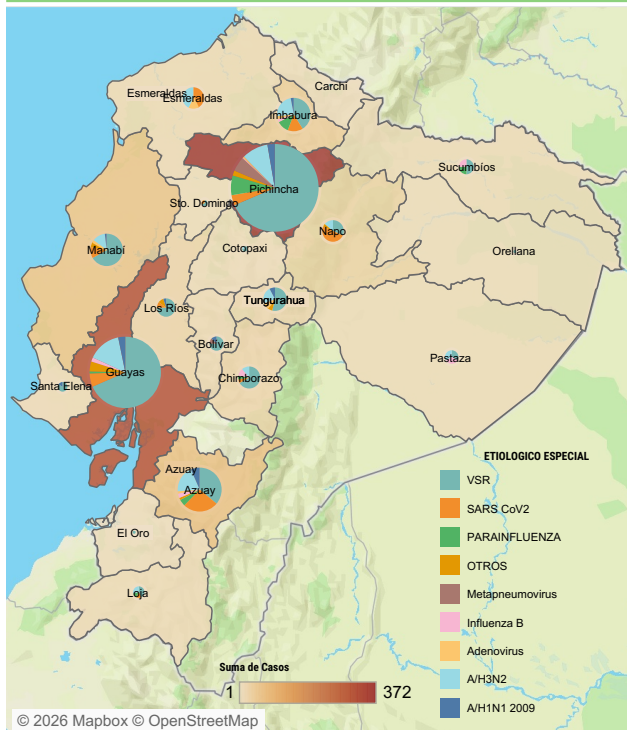 Carchi
Esmeraldas
Esmeraldas
Imbabura
Sucumbíos
Pichincha
Sto. Domingo
Napo
Manabí
Cotopaxi
Orellana
Tungurahua
Los Ríos
Bolívar
Pastaza
Guayas
Chimborazo
Santa Elena
ETIOLOGICO ESPECIAL
Azuay
VSR
Azuay
SARS CoV2
El Oro
PARAINFLUENZA
OTROS
Loja
Metapneumovirus
Influenza B
Adenovirus
Suma de Casos
A/H3N2
1 372
A/H1N1 2009
© 2026 Mapbox © OpenStreetMap